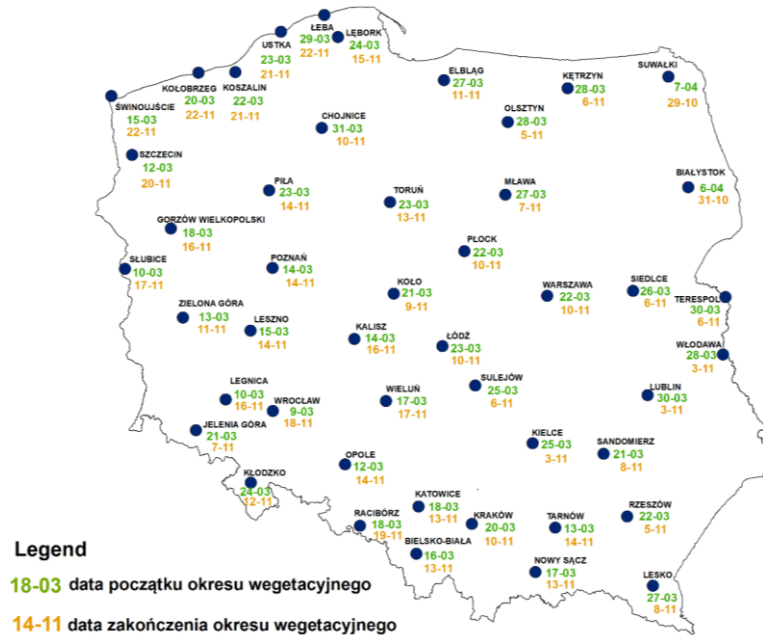 ŁEBA
29-03
22-11
USTKA
23-03
21-11
LĘBORK
24-03
15-11
KOŁOBRZEG
20-03
22-11
KOSZALIN
22-03
21-11
ŚWINOUJŚCIE
15-03
22-11
ELBLĄG
27-03
11-11
KĘTRZYN
28-03
6-11
SUWAŁKI
7-04
29-10
CHOJNICE
31-03
10-11
OLSZTYN
28-03
5-11
SZCZECIN
12-03
20-11
PIŁA
23-03
14-11
TORUŃ
23-03
13-11
MŁAWA
27-03
7-11
BIAŁYSTOK
6-04
31-10
GORZÓW WIELKOPOLSKI
18-03
16-11
PŁOCK
22-03
10-11
SŁUBICE
10-03
17-11
POZNAŃ
14-03
14-11
KOŁO
21-03
9-11
WARSZAWA
22-03
10-11
SIEDLCE
26-03
6-11
TERESPOL
30-03
6-11
ZIELONA GÓRA
13-03
11-11
LESZNO
15-03
14-11
KALISZ
14-03
16-11
ŁÓDŹ
23-03
10-11
WŁODAWA
28-03
3-11
LEGNICA
10-03
16-11
WROCŁAW
9-03
18-11
WIELUŃ
17-03
17-11
SULEJÓW
25-03
6-11
LUBLIN
30-03
3-11
JELENIA GÓRA
21-03
7-11
KIELCE
25-03
3-11
SANDOMIERZ
21-03
8-11
KŁODZKO
24-03
12-11
OPOLE
12-03
14-11
KATOWICE
18-03
13-11
RACIBÓRZ
18-03
19-11
KRAKÓW
20-03
10-11
TARNÓW
13-03
14-11
RZESZÓW
22-03
5-11
BIELSKO-BIAŁA
16-03
13-11
NOWY SĄCZ
17-03
13-11
LESKO
27-03
8-11
Legend
18-03 data początku okresu wegetacyjnego
14-11 data zakończenia okresu wegetacyjnego